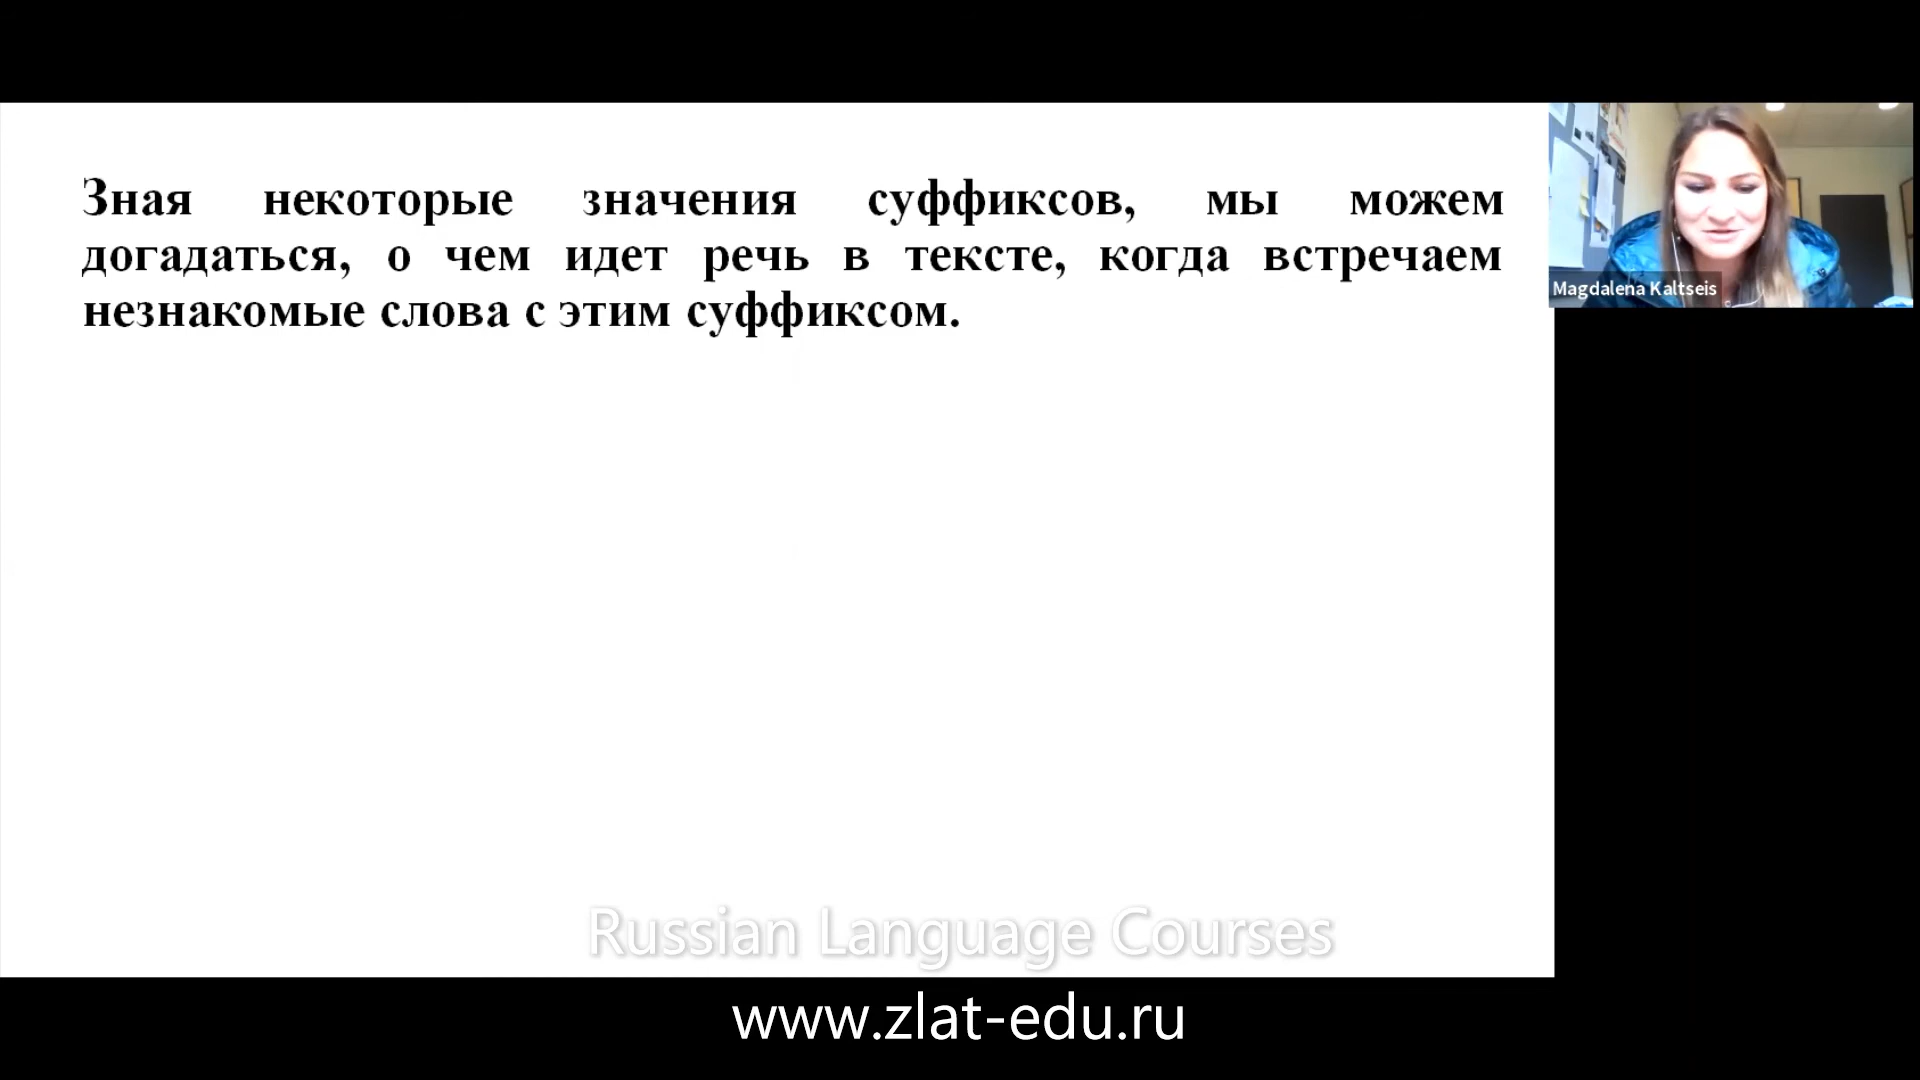 Зная некоторые значения суффиксов, мы можем
догадаться, о чем идет речь в тексте, когда встречаем
незнакомые слова с этим суффиксом.
Magdalena Kaltseis
Russian Language Courses
www.zlat-edu.ru